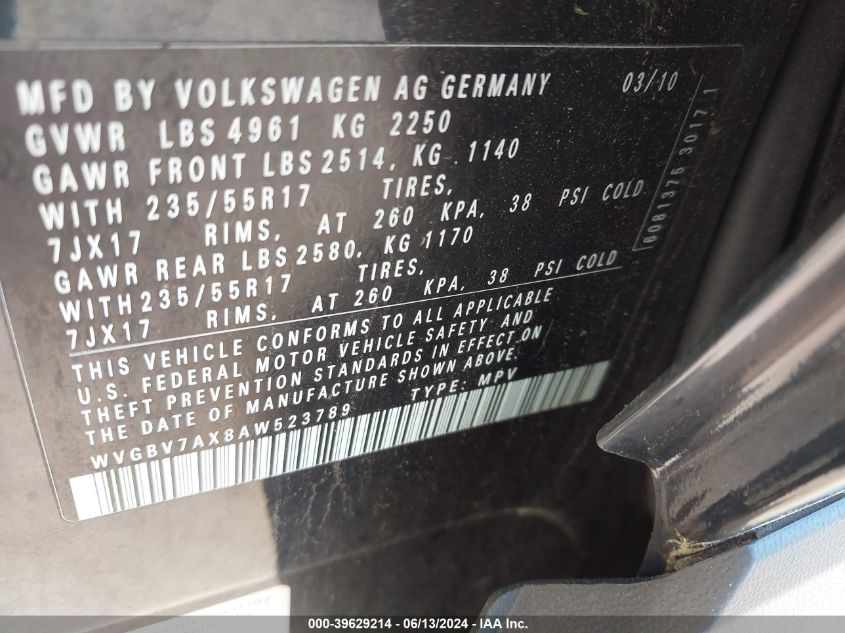 MFD BY VOLKSWAGEN AG GERMANY 03/10
GVWR LBS 4961 KG 2250
GAWR FRONT LBS 2514, KG 1140
WITH 235/55R17 TIRES,
7JX17 RIMS, AT 260 KPA, 38 PSI COLD
GAWR REAR LBS 2580, KG 1170
WITH 235/55R17 TIRES,
7JX17 RIMS, AT 260 KPA, 38 PSI COLD
THIS VEHICLE CONFORMS TO ALL APPLICABLE
U.S. FEDERAL MOTOR VEHICLE SAFETY AND
THEFT PREVENTION STANDARDS IN EFFECT ON
THE DATE OF MANUFACTURE SHOWN ABOVE.
WVGBV7AX8AW523789 TYPE: MPV
6081375 3017 1
000-39629214 - 06/13/2024 - IAA Inc.